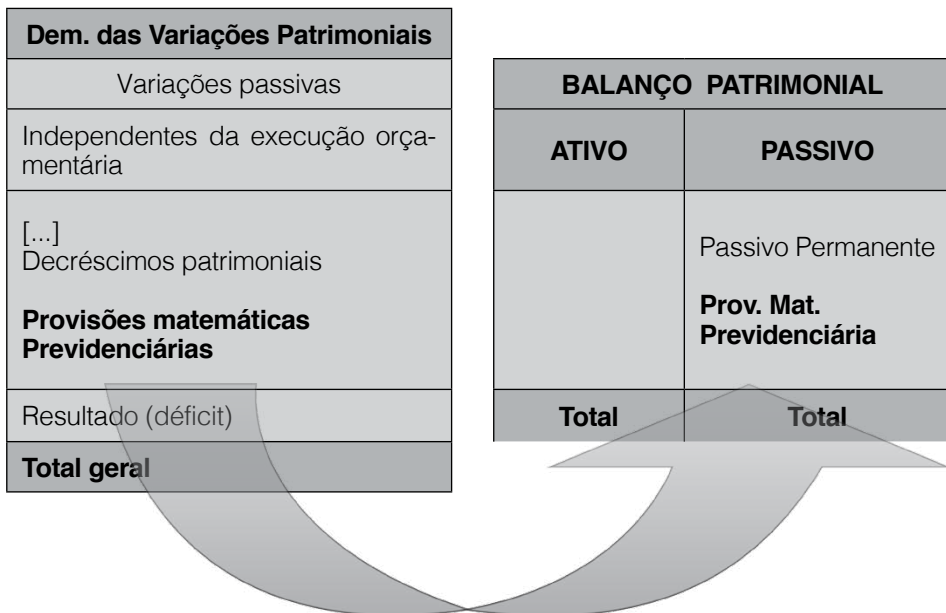 Dem. das Variações Patrimoniais
Variações passivas
Independentes da execução orça-
mentária
[...]
Decréscimos patrimoniais
Provisões matemáticas
Previdenciárias
Resultado (déficit)
Total geral
BALANÇO PATRIMONIAL
ATIVO PASSIVO
Passivo Permanente
Prov. Mat.
Previdenciária
Total Total